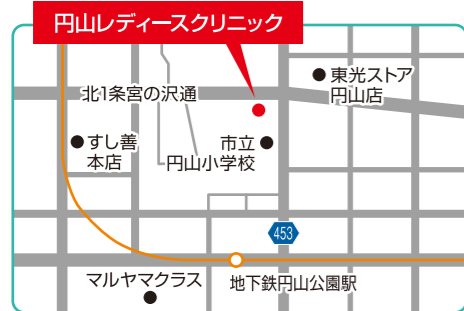 円山レディースクリニック
東光ストア
円山店
北1条宮の沢通
すし善
本店
市立
円山小学校
453
マルヤマクラス
地下鉄円山公園駅